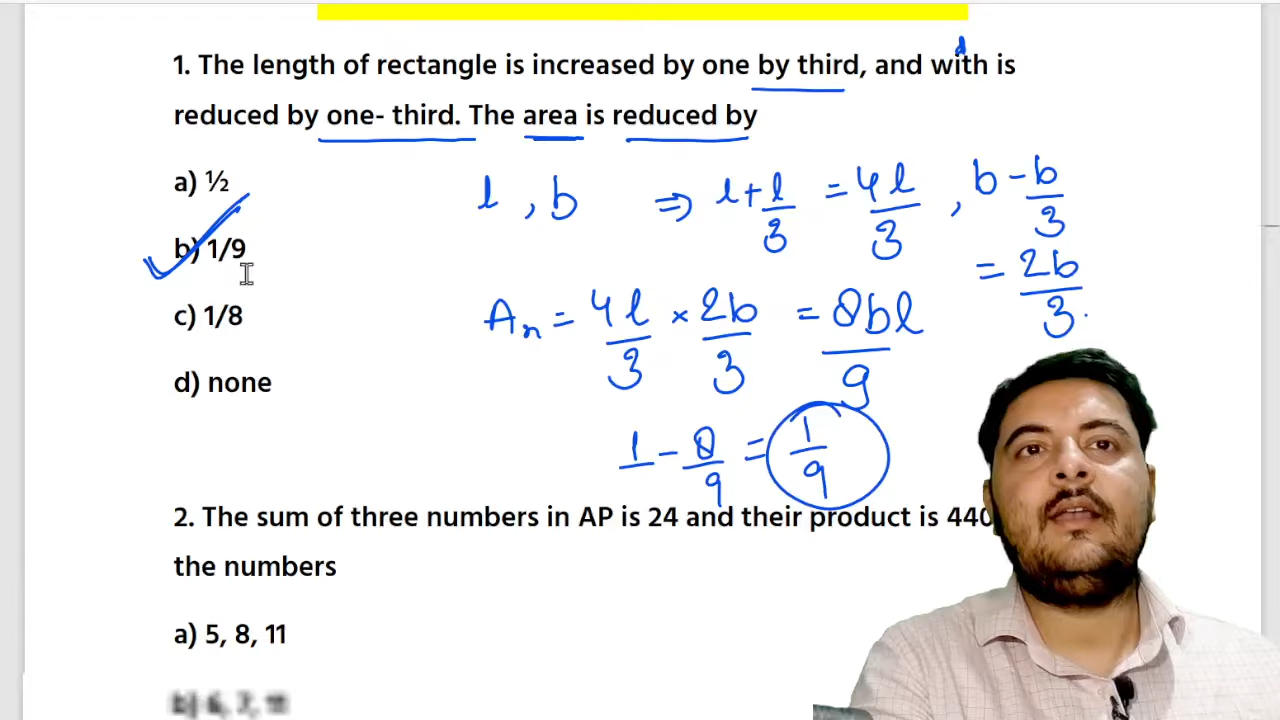 1. The length of rectangle is increased by one by third, and with is
d
reduced by one- third. The area is reduced by
a) ½
l , b ⇒ l + l/3 = 4l/3 , b - b/3
= 2b/3.
b) 1/9
An = 4l/3 × 2b/3 = 8bl/9
c) 1/8
d) none
1 - 8/9 = 1/9
2. The sum of three numbers in AP is 24 and their product is 440
the numbers
a) 5, 8, 11
b) 6, 7, 11